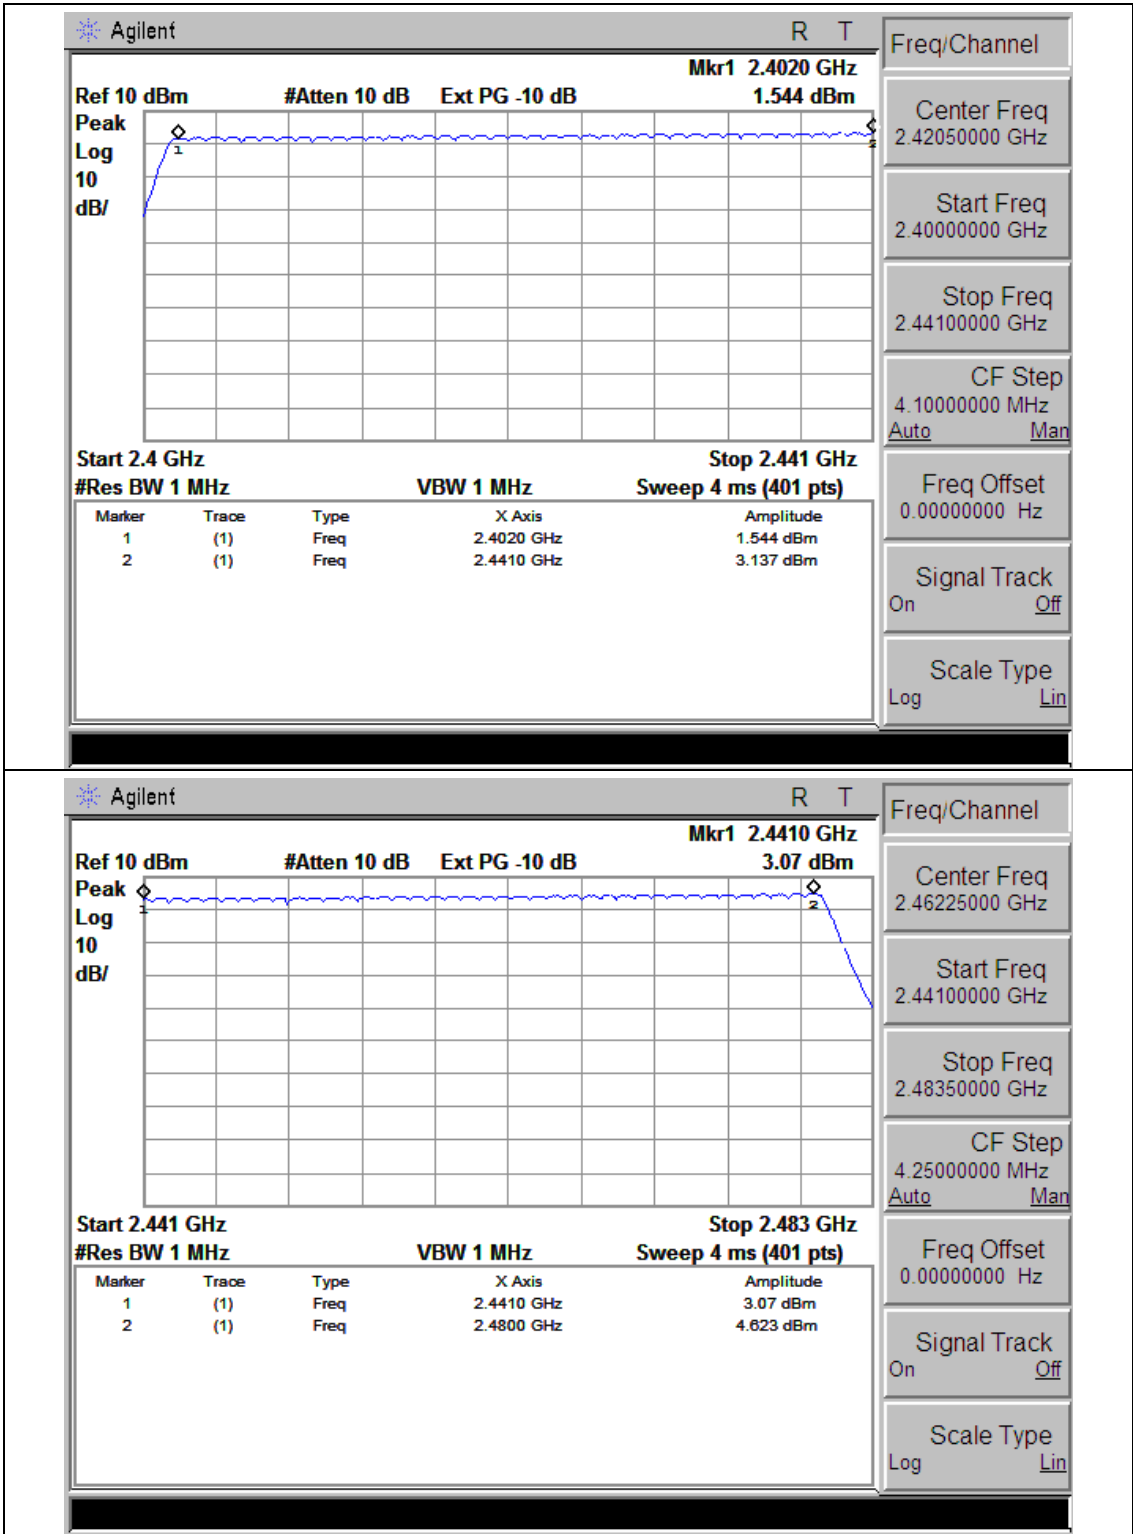 Agilent R T
Freq/Channel
Mkr1 2.4020 GHz
Ref 10 dBm #Atten 10 dB Ext PG -10 dB 1.544 dBm
Peak
Log
10
dB/
1
2
Center Freq
2.42050000 GHz
Start Freq
2.40000000 GHz
Stop Freq
2.44100000 GHz
CF Step
4.10000000 MHz
Auto Man
Freq Offset
0.00000000 Hz
Signal Track
On Off
Scale Type
Log Lin
Start 2.4 GHz Stop 2.441 GHz
#Res BW 1 MHz VBW 1 MHz Sweep 4 ms (401 pts)
Marker Trace Type X Axis Amplitude
1 (1) Freq 2.4020 GHz 1.544 dBm
2 (1) Freq 2.4410 GHz 3.137 dBm
Agilent R T
Freq/Channel
Mkr1 2.4410 GHz
Ref 10 dBm #Atten 10 dB Ext PG -10 dB 3.07 dBm
Peak
Log
10
dB/
1
2
Center Freq
2.46225000 GHz
Start Freq
2.44100000 GHz
Stop Freq
2.48350000 GHz
CF Step
4.25000000 MHz
Auto Man
Freq Offset
0.00000000 Hz
Signal Track
On Off
Scale Type
Log Lin
Start 2.441 GHz Stop 2.483 GHz
#Res BW 1 MHz VBW 1 MHz Sweep 4 ms (401 pts)
Marker Trace Type X Axis Amplitude
1 (1) Freq 2.4410 GHz 3.07 dBm
2 (1) Freq 2.4800 GHz 4.623 dBm